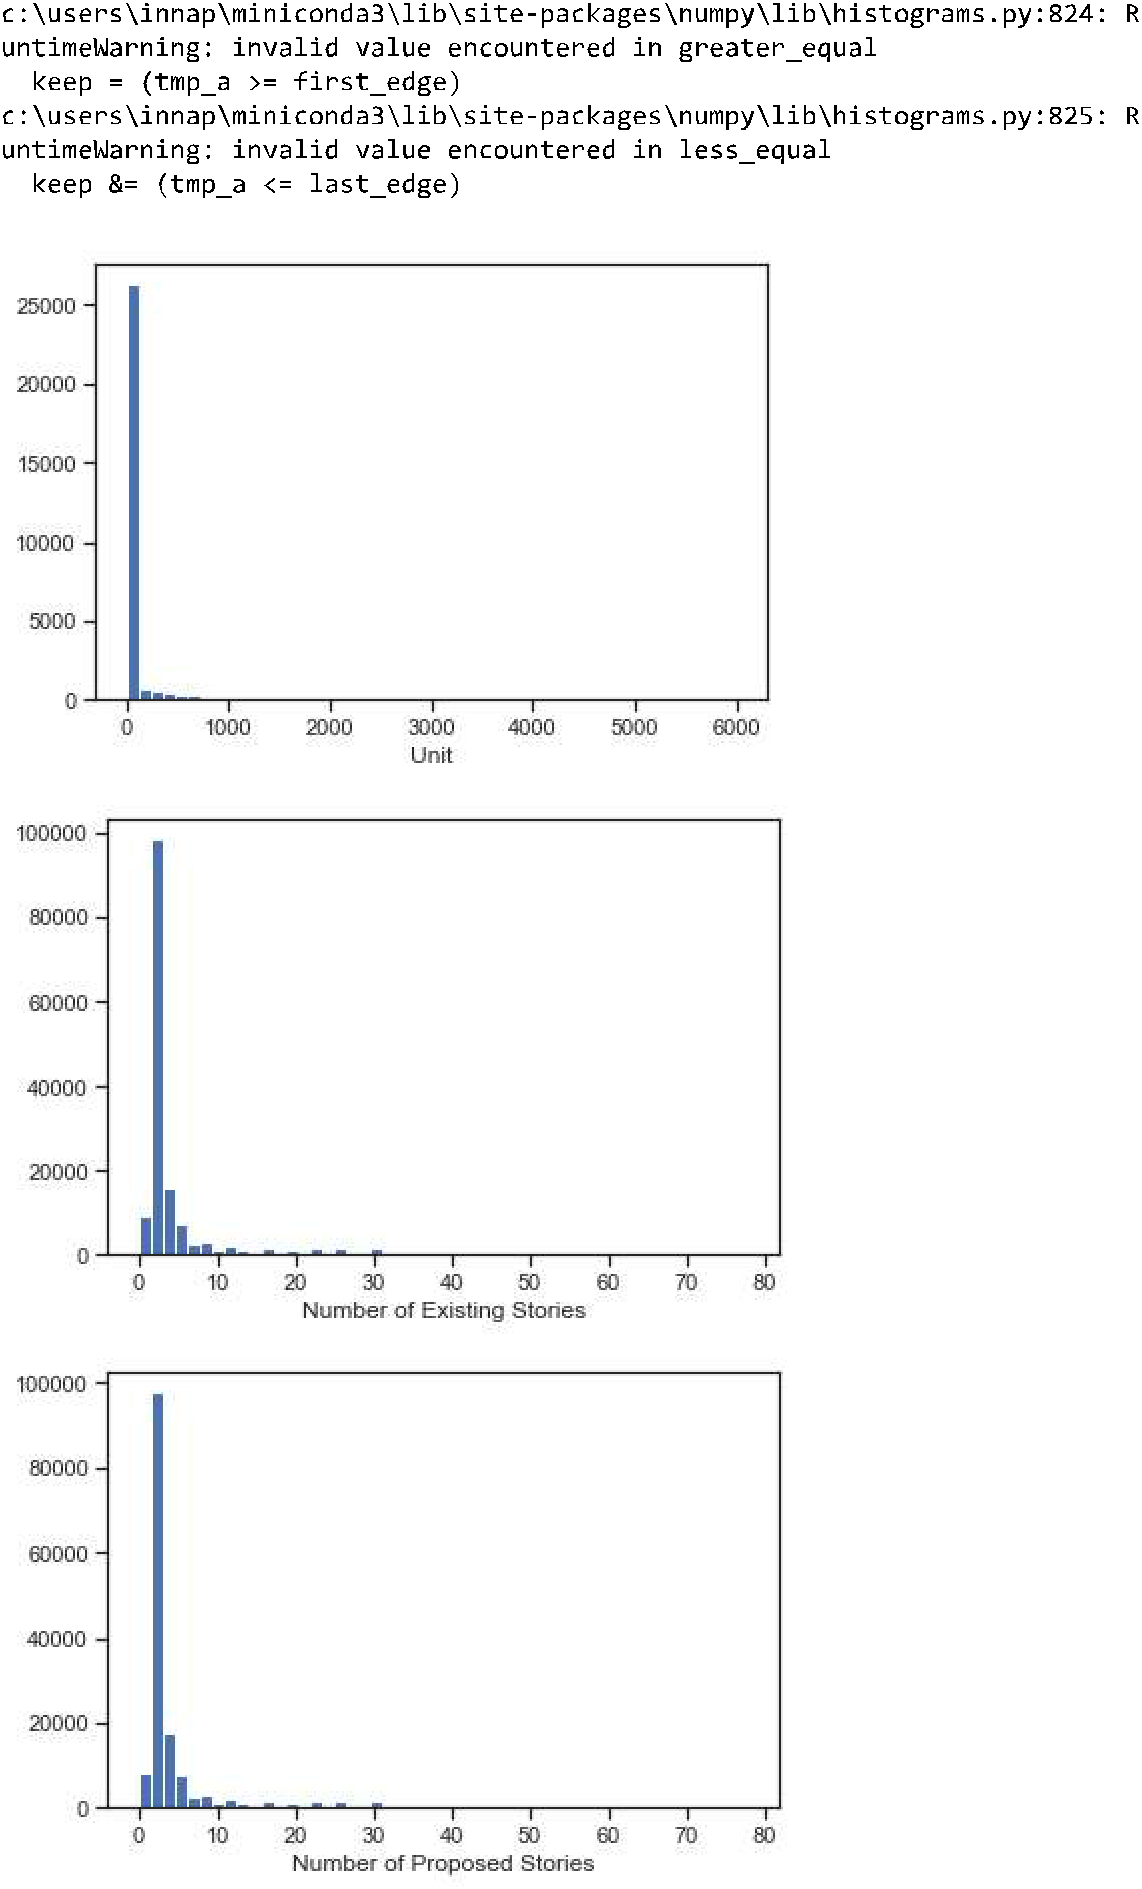 c:\users\innap\miniconda3\lib\site-packages\numpy\lib\histograms.py:824: R
untimeWarning: invalid value encountered in greater_equal
keep = (tmp_a >= first_edge)
c:\users\innap\miniconda3\lib\site-packages\numpy\lib\histograms.py:825: R
untimeWarning: invalid value encountered in less_equal
keep &= (tmp_a <= last_edge)
25000
20000
15000
10000
5000
0
0 1000 2000 3000 4000 5000 6000
Unit
100000
80000
60000
40000
20000
0
0 10 20 30 40 50 60 70 80
Number of Existing Stories
100000
80000
60000
40000
20000
0
0 10 20 30 40 50 60 70 80
Number of Proposed Stories